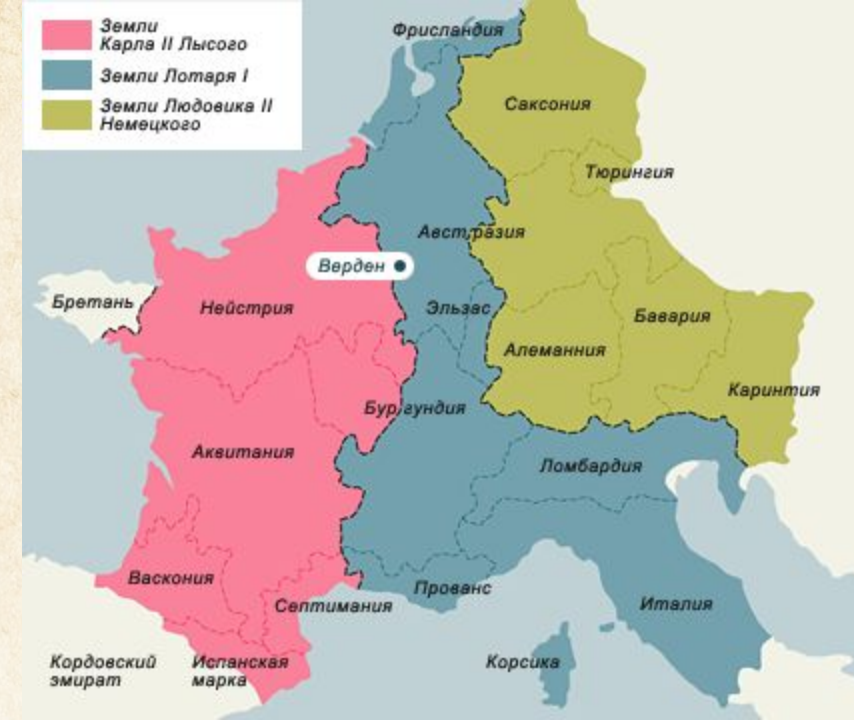 Земли
Карла II Лысого
Земли Лотаря I
Земли Людовика II
Немецкого
Фрисландия
Саксония
Тюрингия
Австразия
Верден
Бретань
Нейстрия
Эльзас
Бавария
Алеманния
Каринтия
Бургундия
Аквитания
Ломбардия
Васкония
Септимания
Прованс
Италия
Кордовский
эмират
Испанская
марка
Корсика